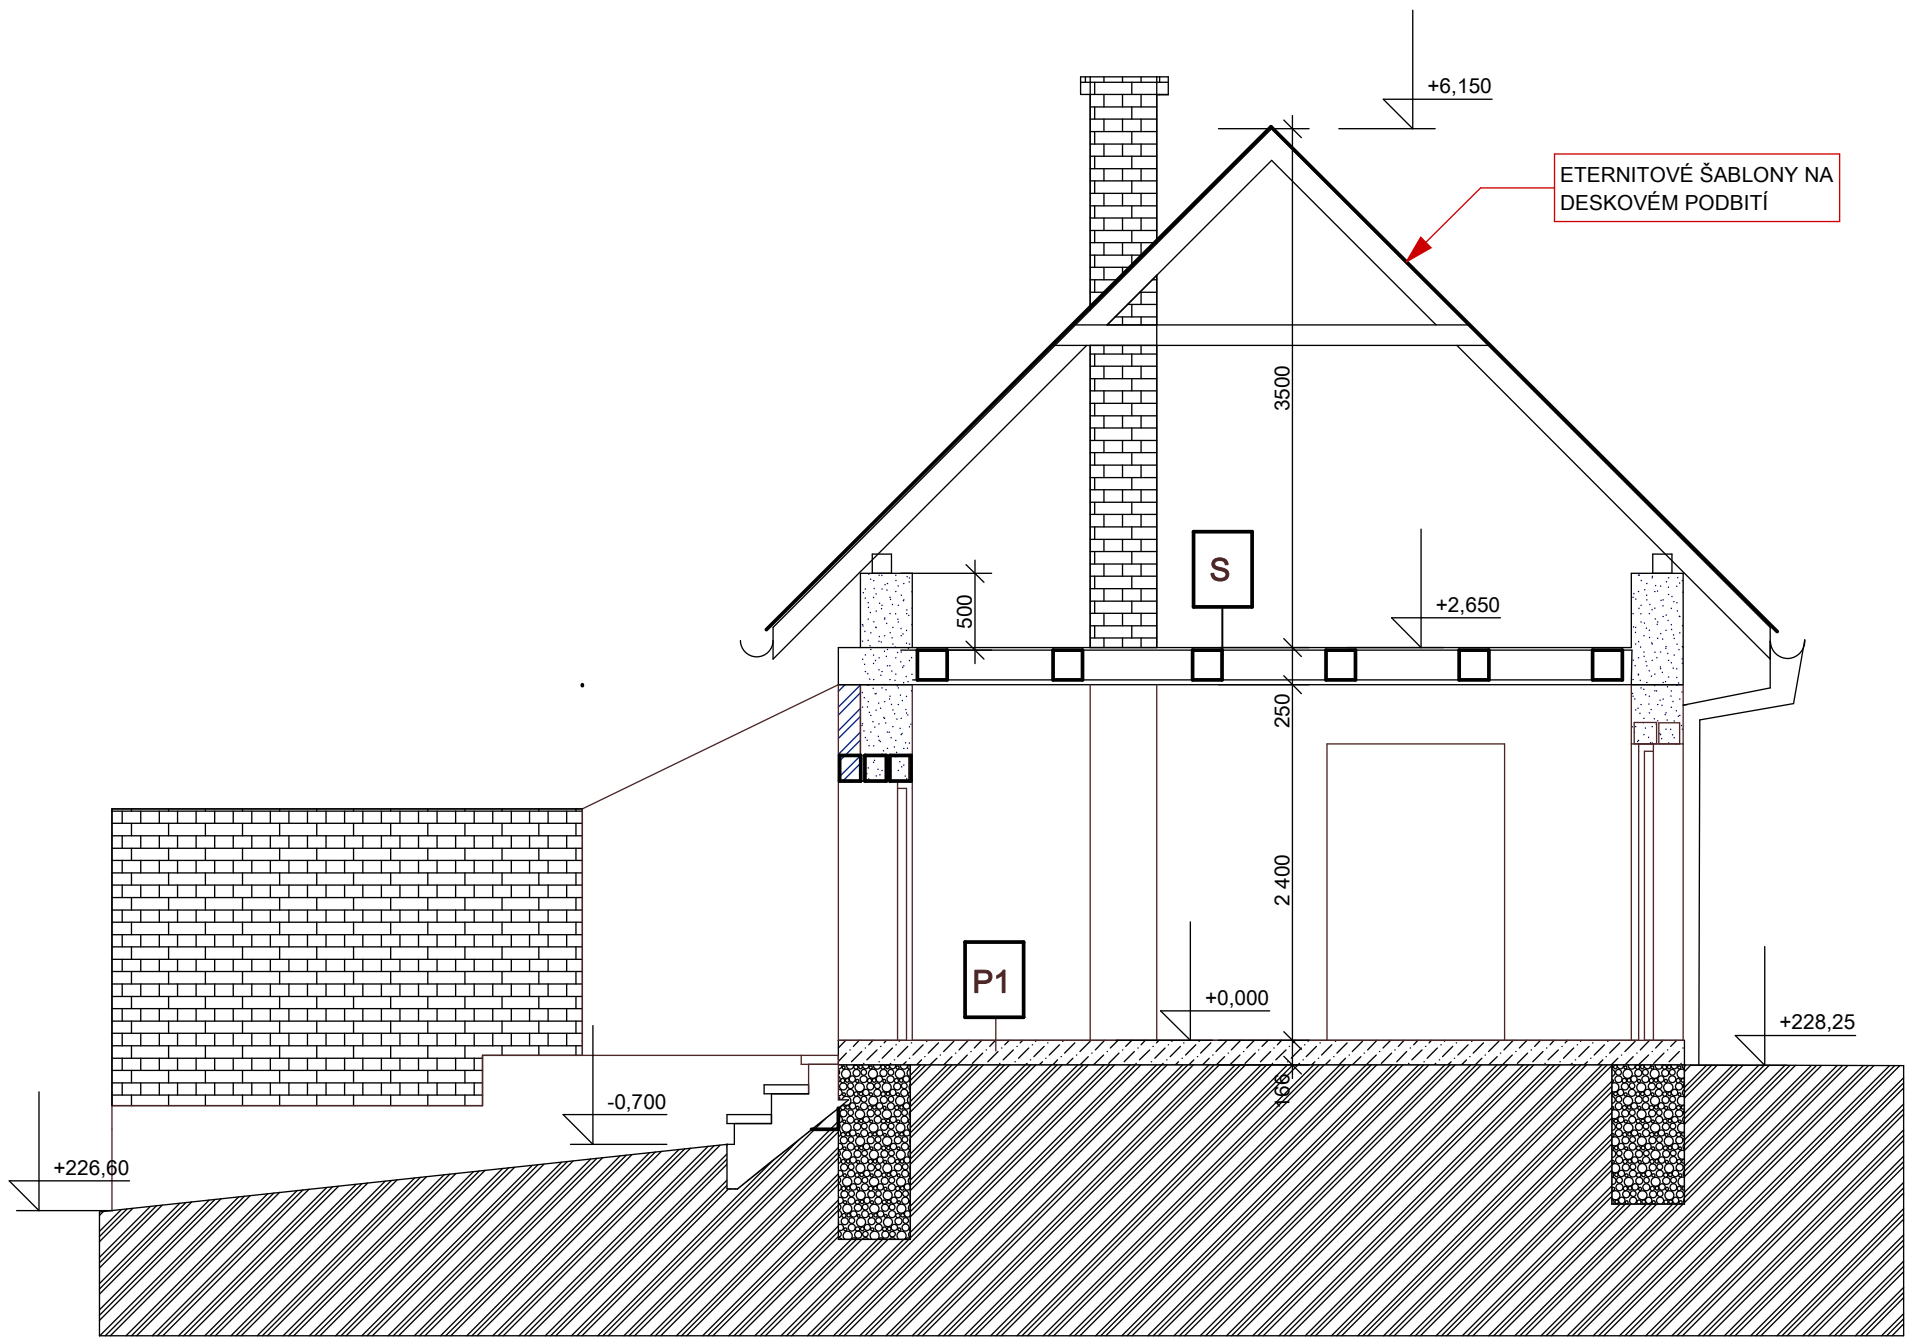 +6,150
ETERNITOVÉ ŠABLONY NA
DESKOVÉM PODBITÍ
3500
S
500
+2,650
250
2 400
P1
+0,000
+228,25
166
-0,700
+226,60